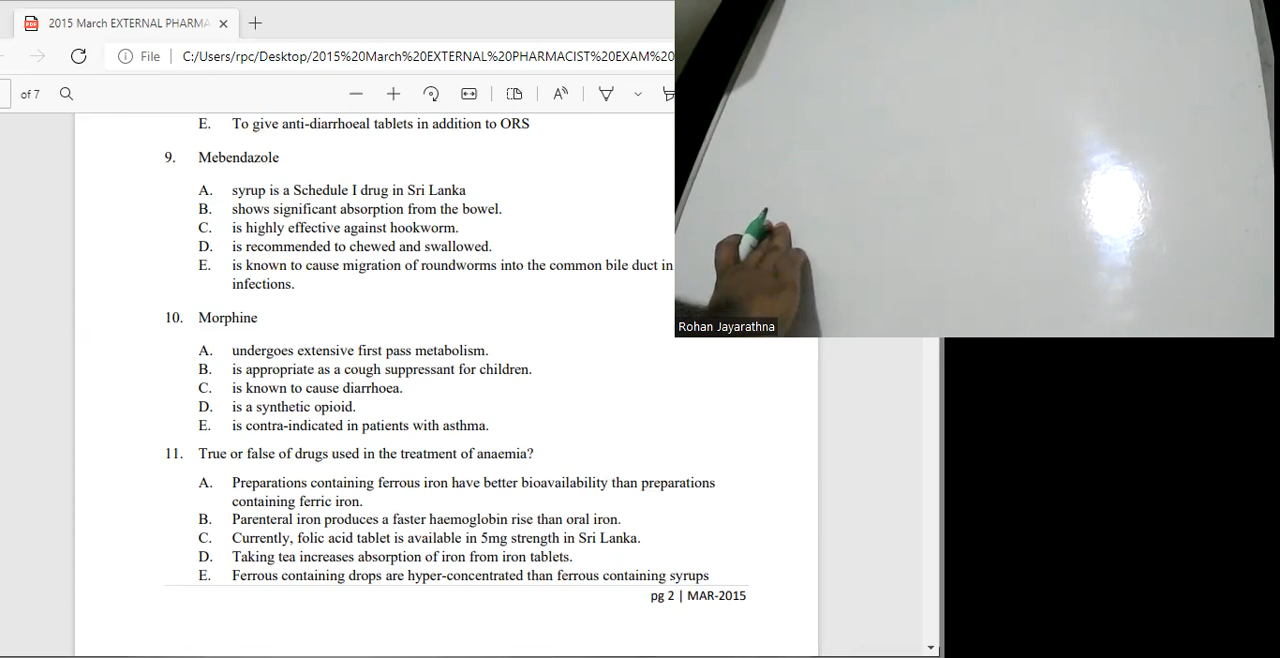 2015 March EXTERNAL PHARMA
File C:/Users/rpc/Desktop/2015%20March%20EXTERNAL%20PHARMACIST%20EXAM%20
of 7
E. To give anti-diarrhoeal tablets in addition to ORS
9. Mebendazole
A. syrup is a Schedule I drug in Sri Lanka
B. shows significant absorption from the bowel.
C. is highly effective against hookworm.
D. is recommended to chewed and swallowed.
E. is known to cause migration of roundworms into the common bile duct in
infections.
10. Morphine
A. undergoes extensive first pass metabolism.
B. is appropriate as a cough suppressant for children.
C. is known to cause diarrhoea.
D. is a synthetic opioid.
E. is contra-indicated in patients with asthma.
11. True or false of drugs used in the treatment of anaemia?
A. Preparations containing ferrous iron have better bioavailability than preparations
containing ferric iron.
B. Parenteral iron produces a faster haemoglobin rise than oral iron.
C. Currently, folic acid tablet is available in 5mg strength in Sri Lanka.
D. Taking tea increases absorption of iron from iron tablets.
E. Ferrous containing drops are hyper-concentrated than ferrous containing syrups
pg 2 | MAR-2015
Rohan Jayarathna